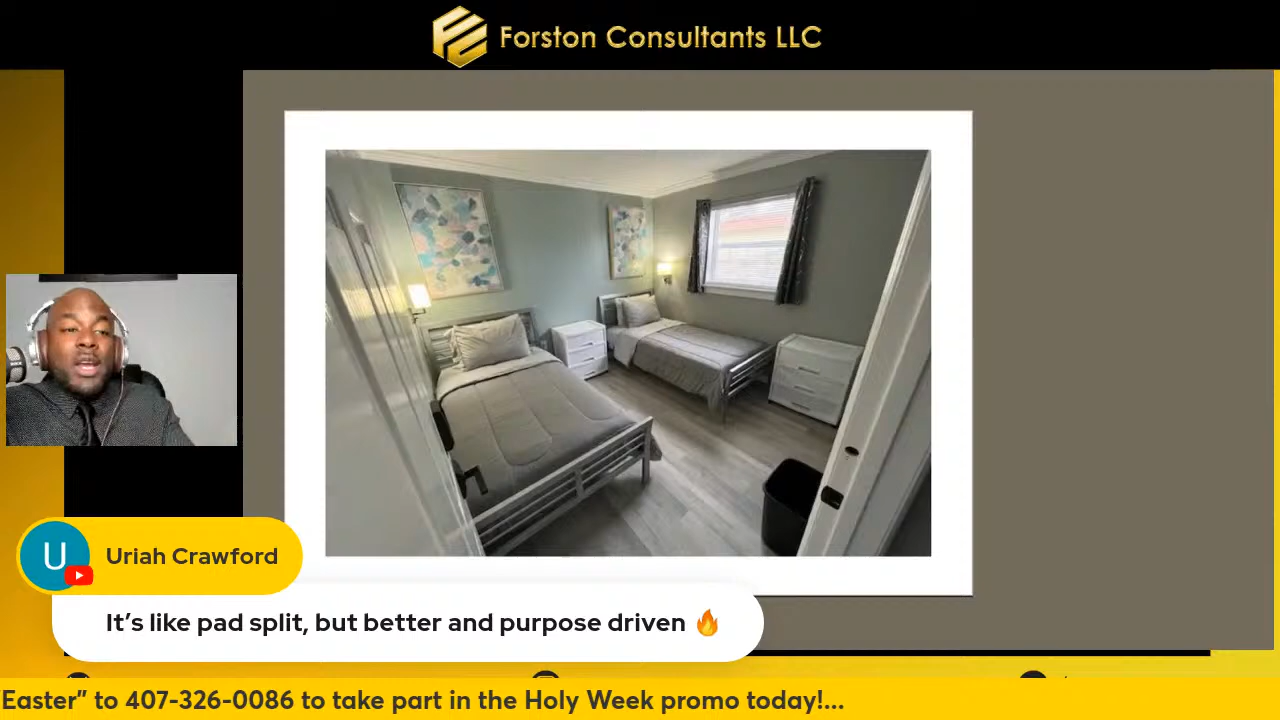 Forston Consultants LLC
U
Uriah Crawford
It’s like pad split, but better and purpose driven 🔥
Easter” to 407-326-0086 to take part in the Holy Week promo today!...